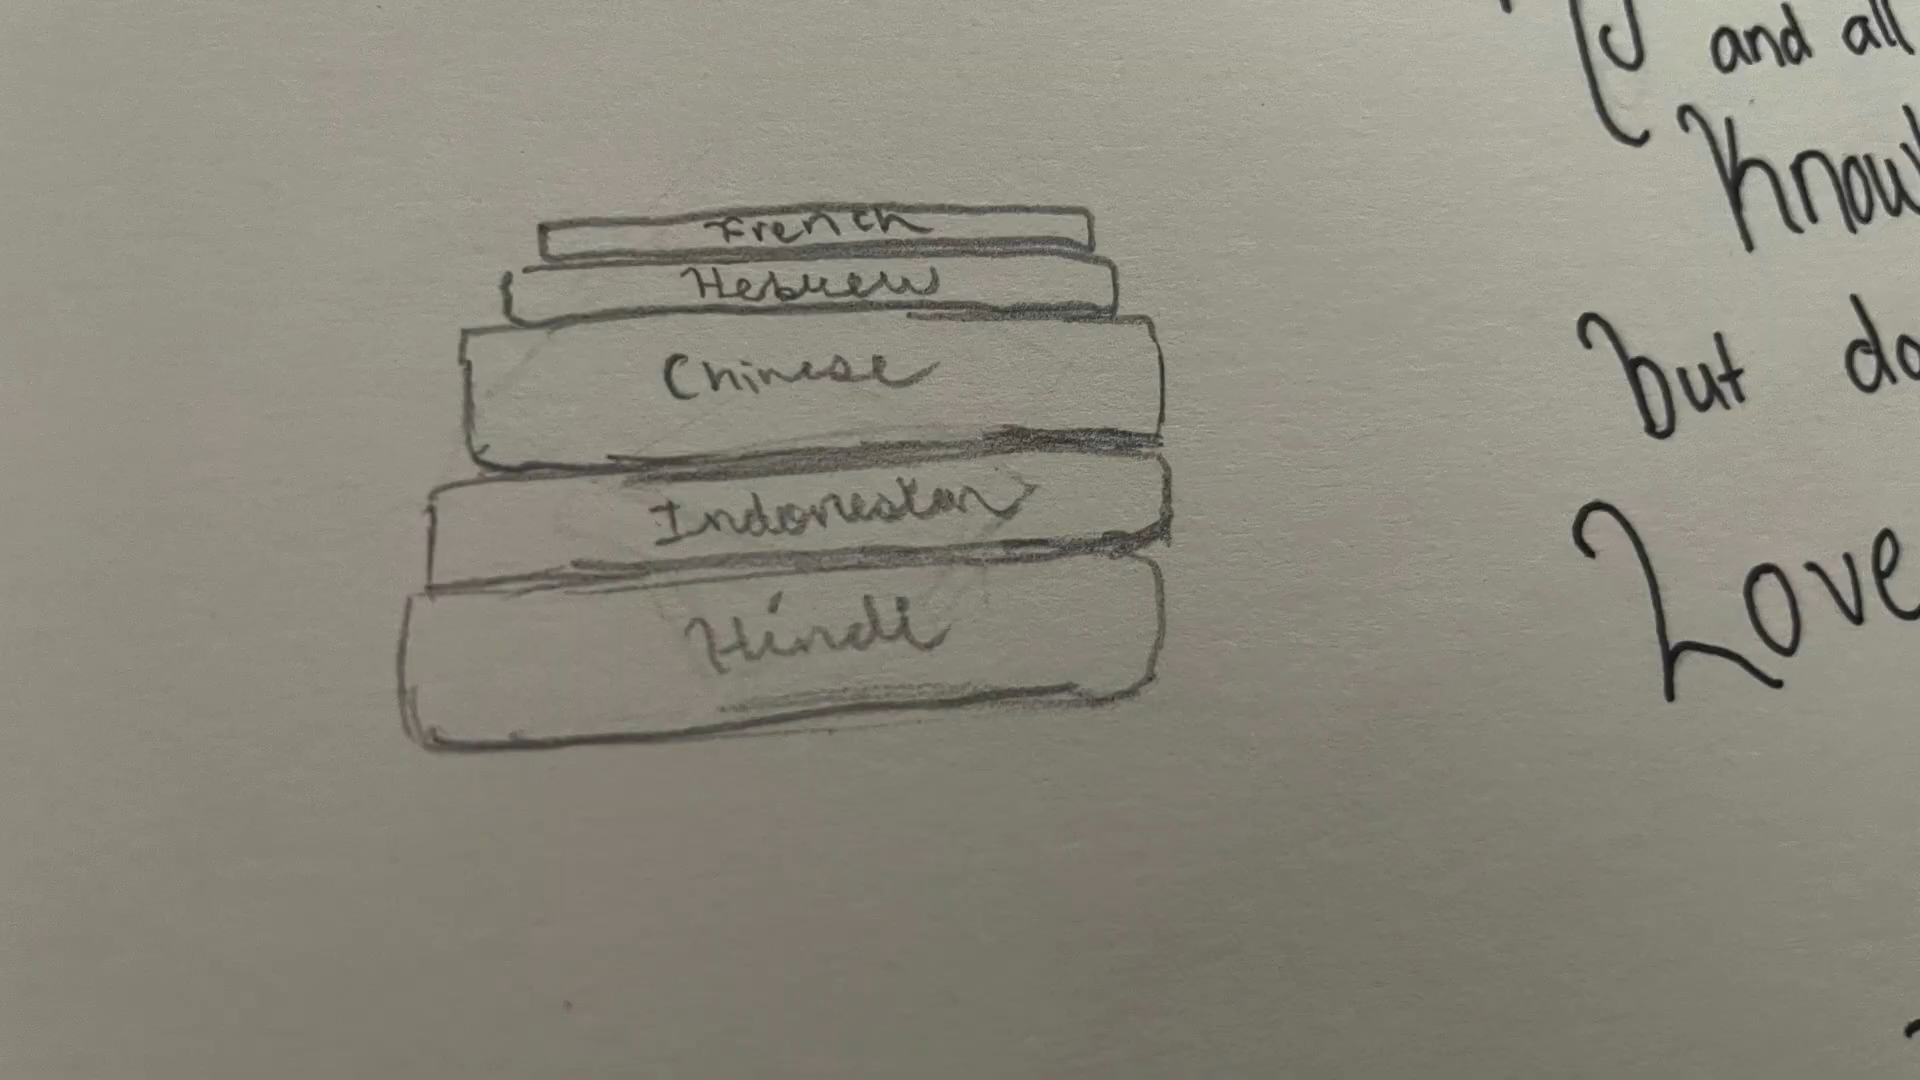 French
Hebrew
Chinese
Indonesian
Hindi
and all
Know
but do
Love